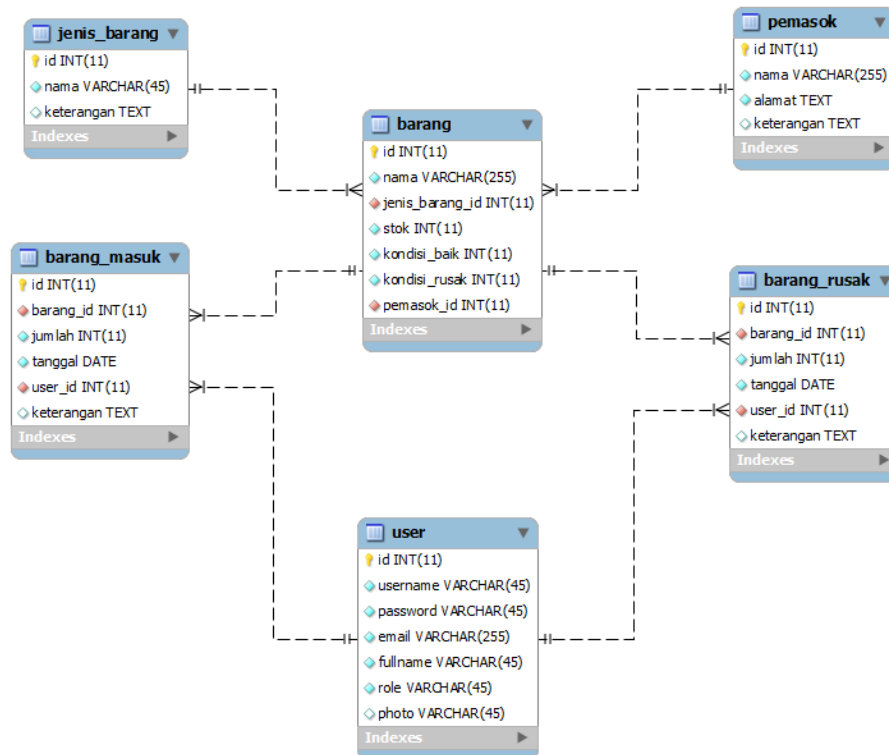 jenis_barang
id INT(11)
nama VARCHAR(45)
keterangan TEXT
Indexes
pemasok
id INT(11)
nama VARCHAR(255)
alamat TEXT
keterangan TEXT
Indexes
barang
id INT(11)
nama VARCHAR(255)
jenis_barang_id INT(11)
stok INT(11)
kondisi_baik INT(11)
kondisi_rusak INT(11)
pemasok_id INT(11)
Indexes
barang_masuk
id INT(11)
barang_id INT(11)
jumlah INT(11)
tanggal DATE
user_id INT(11)
keterangan TEXT
Indexes
barang_rusak
id INT(11)
barang_id INT(11)
jumlah INT(11)
tanggal DATE
user_id INT(11)
keterangan TEXT
Indexes
user
id INT(11)
username VARCHAR(45)
password VARCHAR(45)
email VARCHAR(255)
fullname VARCHAR(45)
role VARCHAR(45)
photo VARCHAR(45)
Indexes